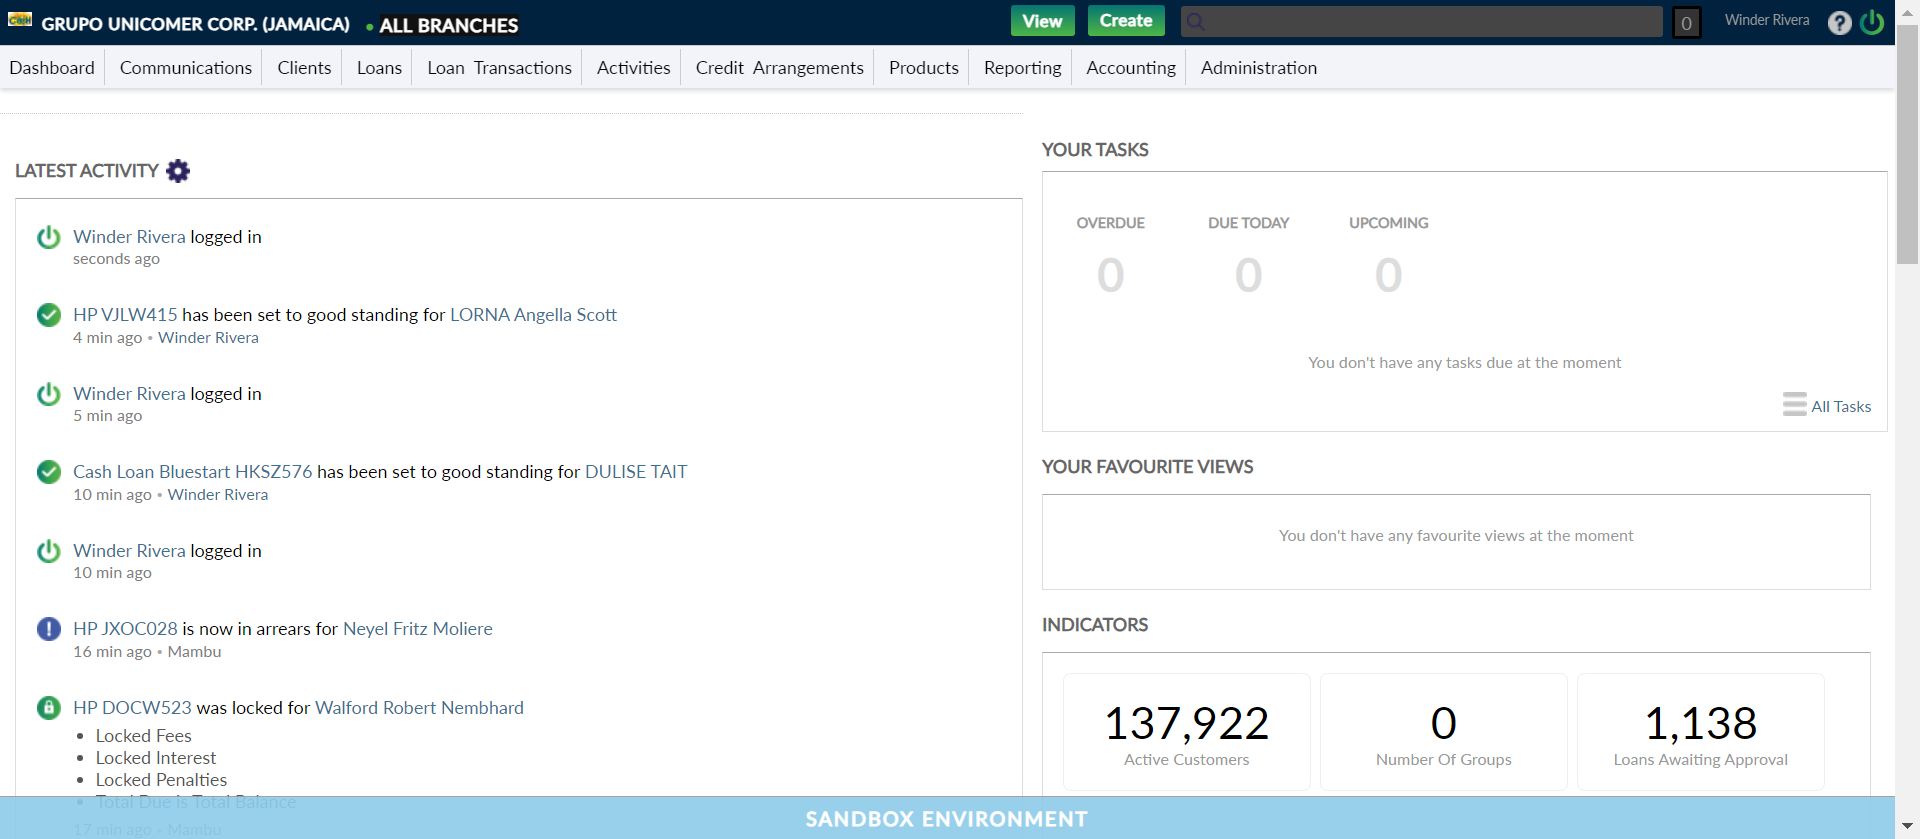 Cash GRUPO UNICOMER CORP. (JAMAICA) • ALL BRANCHES View Create 0 Winder Rivera ?
Dashboard Communications Clients Loans Loan Transactions Activities Credit Arrangements Products Reporting Accounting Administration
LATEST ACTIVITY
Winder Rivera logged in
seconds ago
HP VJLW415 has been set to good standing for LORNA Angella Scott
4 min ago • Winder Rivera
Winder Rivera logged in
5 min ago
Cash Loan Bluestart HKSZ576 has been set to good standing for DULISE TAIT
10 min ago • Winder Rivera
Winder Rivera logged in
10 min ago
HP JXOC028 is now in arrears for Neyel Fritz Moliere
16 min ago • Mambu
HP DOCW523 was locked for Walford Robert Nembhard
• Locked Fees
• Locked Interest
• Locked Penalties
• Total Due is Total Balance
17 min ago • Mambu
YOUR TASKS
OVERDUE DUE TODAY UPCOMING
0 0 0
You don't have any tasks due at the moment
All Tasks
YOUR FAVOURITE VIEWS
You don't have any favourite views at the moment
INDICATORS
137,922 0 1,138
Active Customers Number Of Groups Loans Awaiting Approval
SANDBOX ENVIRONMENT